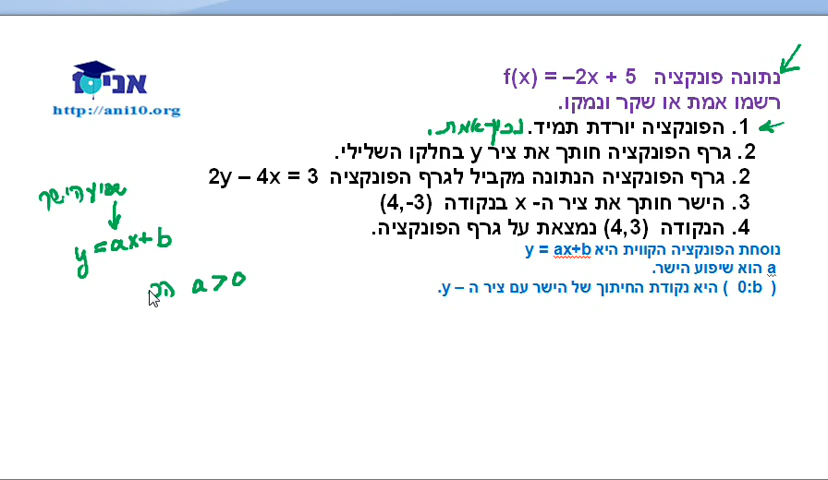 אני10
http://ani10.org
נתונה פונקציה f(x) = –2x + 5
רשמו אמת או שקר ונמקו.
1. הפונקציה יורדת תמיד. נכון-אמת.
2. גרף הפונקציה חותך את ציר y בחלקו השלילי.
2. גרף הפונקציה הנתונה מקביל לגרף הפונקציה 2y – 4x = 3
3. הישר חותך את ציר ה- x בנקודה (4,-3)
4. הנקודה (4,3) נמצאת על גרף הפונקציה.
נוסחת הפונקציה הקווית היא y = ax+b
a הוא שיפוע הישר.
( 0:b ) היא נקודת החיתוך של הישר עם ציר ה – y.
שיפוע הישר
y = ax+b
a > 0